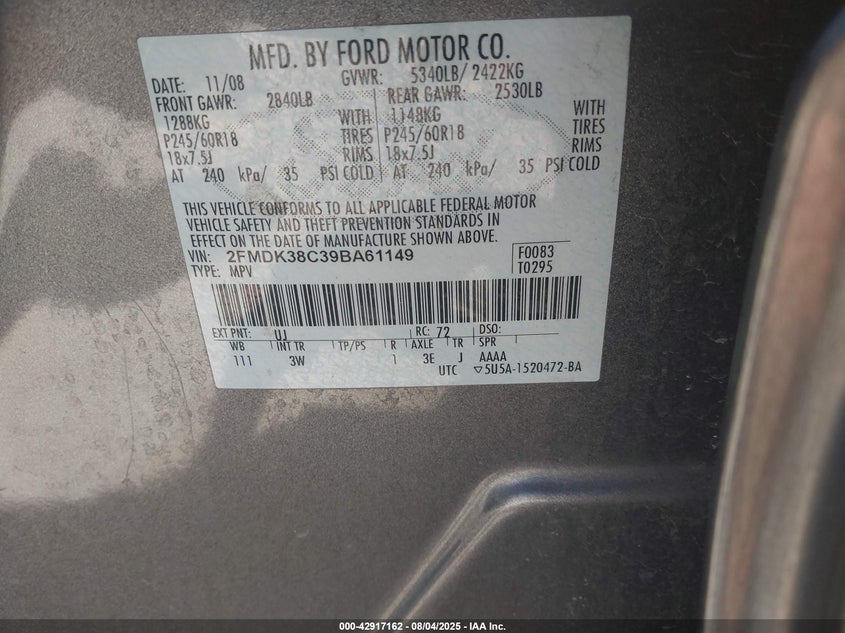 MFD. BY FORD MOTOR CO.
DATE: 11/08 GVWR: 5340LB/ 2422KG
FRONT GAWR: 2840LB REAR GAWR: 2530LB
1288KG WITH 1148KG WITH
P245/60R18 TIRES P245/60R18 TIRES
18x7.5J RIMS 18x7.5J RIMS
AT 240 kPa/ 35 PSI COLD AT 240 kPa/ 35 PSI COLD
THIS VEHICLE CONFORMS TO ALL APPLICABLE FEDERAL MOTOR
VEHICLE SAFETY AND THEFT PREVENTION STANDARDS IN
EFFECT ON THE DATE OF MANUFACTURE SHOWN ABOVE.
VIN: 2FMDK38C39BA61149 F0083
TYPE: MPV T0295
EXT PNT: UJ RC: 72 DSO:
WB INT TR TP/PS R AXLE TR SPR
111 3W 1 3E J AAAA
UTC ▽5U5A-1520472-BA
000-42917162 - 08/04/2025 - IAA Inc.